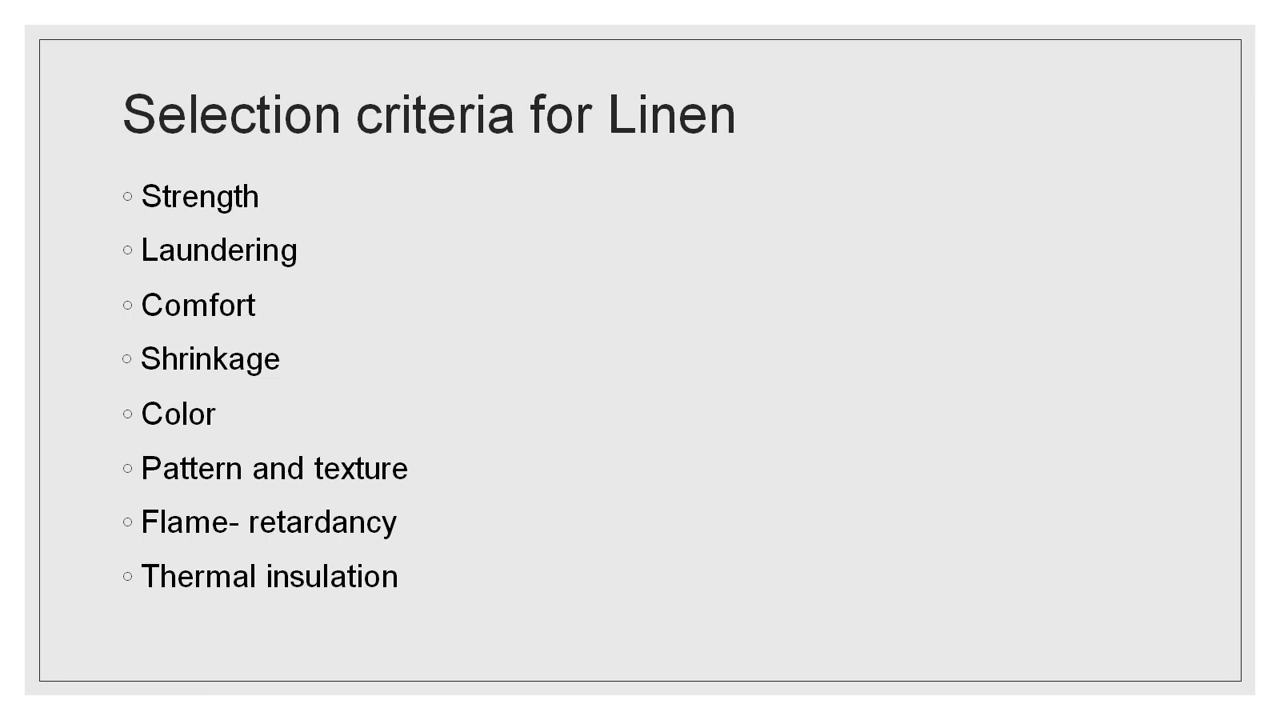 Selection criteria for Linen
◦ Strength
◦ Laundering
◦ Comfort
◦ Shrinkage
◦ Color
◦ Pattern and texture
◦ Flame- retardancy
◦ Thermal insulation